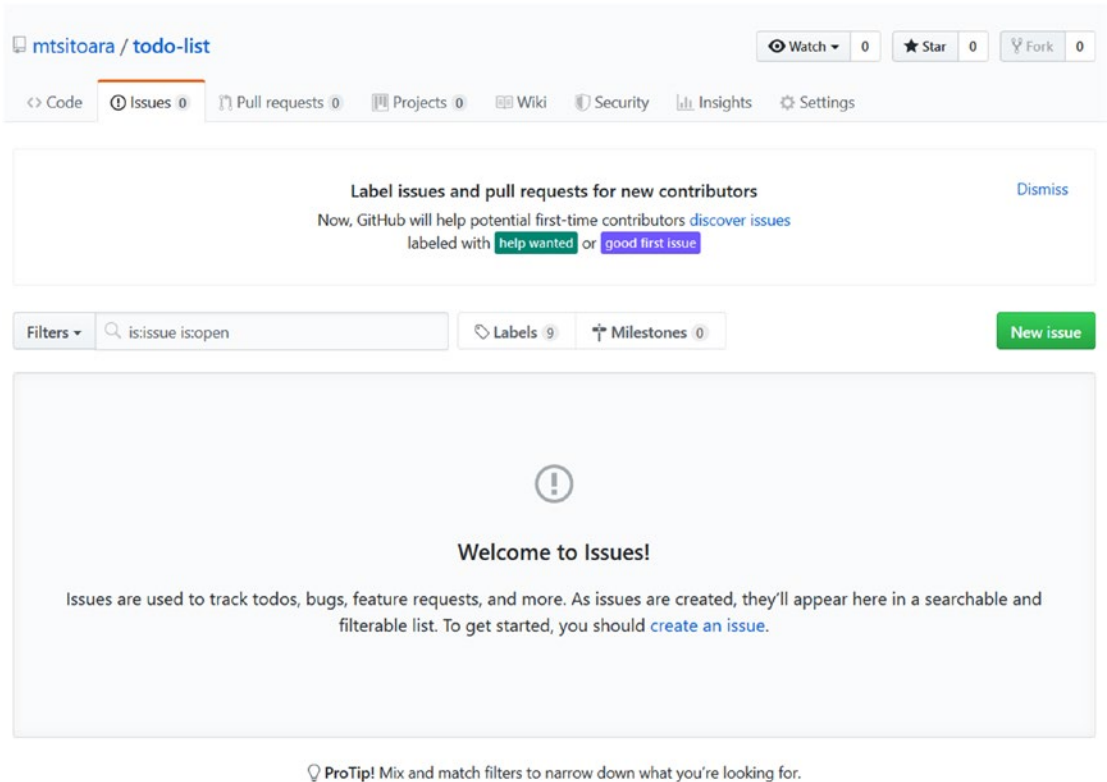 mtsitoara / todo-list
Watch 0 Star 0 Fork 0
Code Issues 0 Pull requests 0 Projects 0 Wiki Security Insights Settings
Label issues and pull requests for new contributors
Dismiss
Now, GitHub will help potential first-time contributors discover issues
labeled with help wanted or good first issue
Filters is:issue is:open Labels 9 Milestones 0 New issue
Welcome to Issues!
Issues are used to track todos, bugs, feature requests, and more. As issues are created, they'll appear here in a searchable and
filterable list. To get started, you should create an issue.
ProTip! Mix and match filters to narrow down what you're looking for.